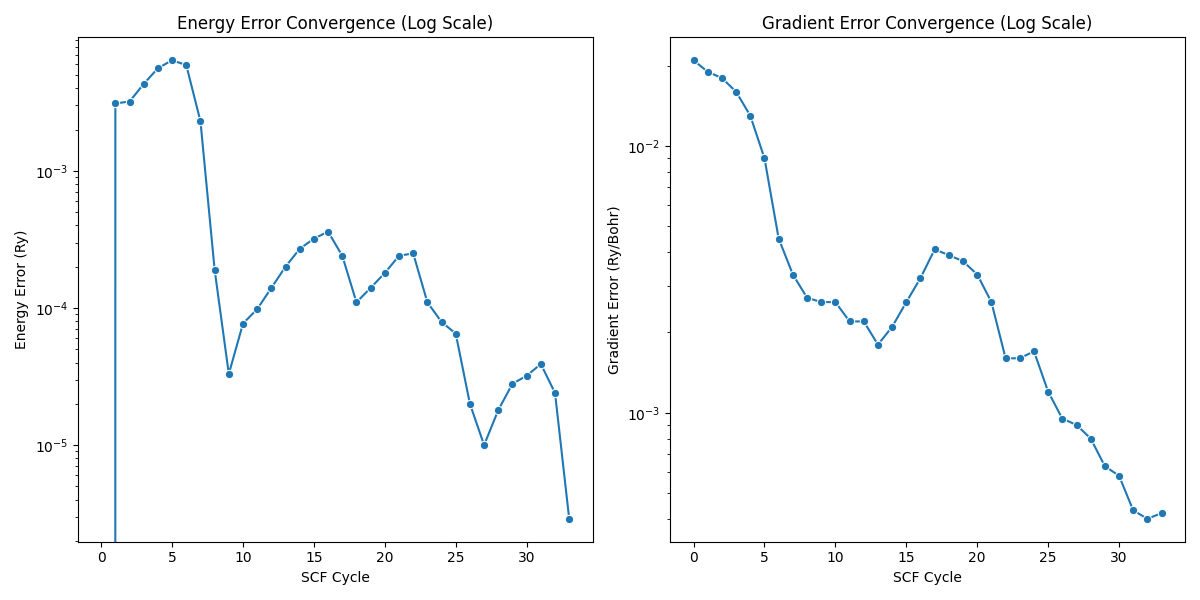 Energy Error Convergence (Log Scale)
Energy Error (Ry)
10⁻³
10⁻⁴
10⁻⁵
0 5 10 15 20 25 30
SCF Cycle
Gradient Error Convergence (Log Scale)
Gradient Error (Ry/Bohr)
10⁻²
10⁻³
0 5 10 15 20 25 30
SCF Cycle